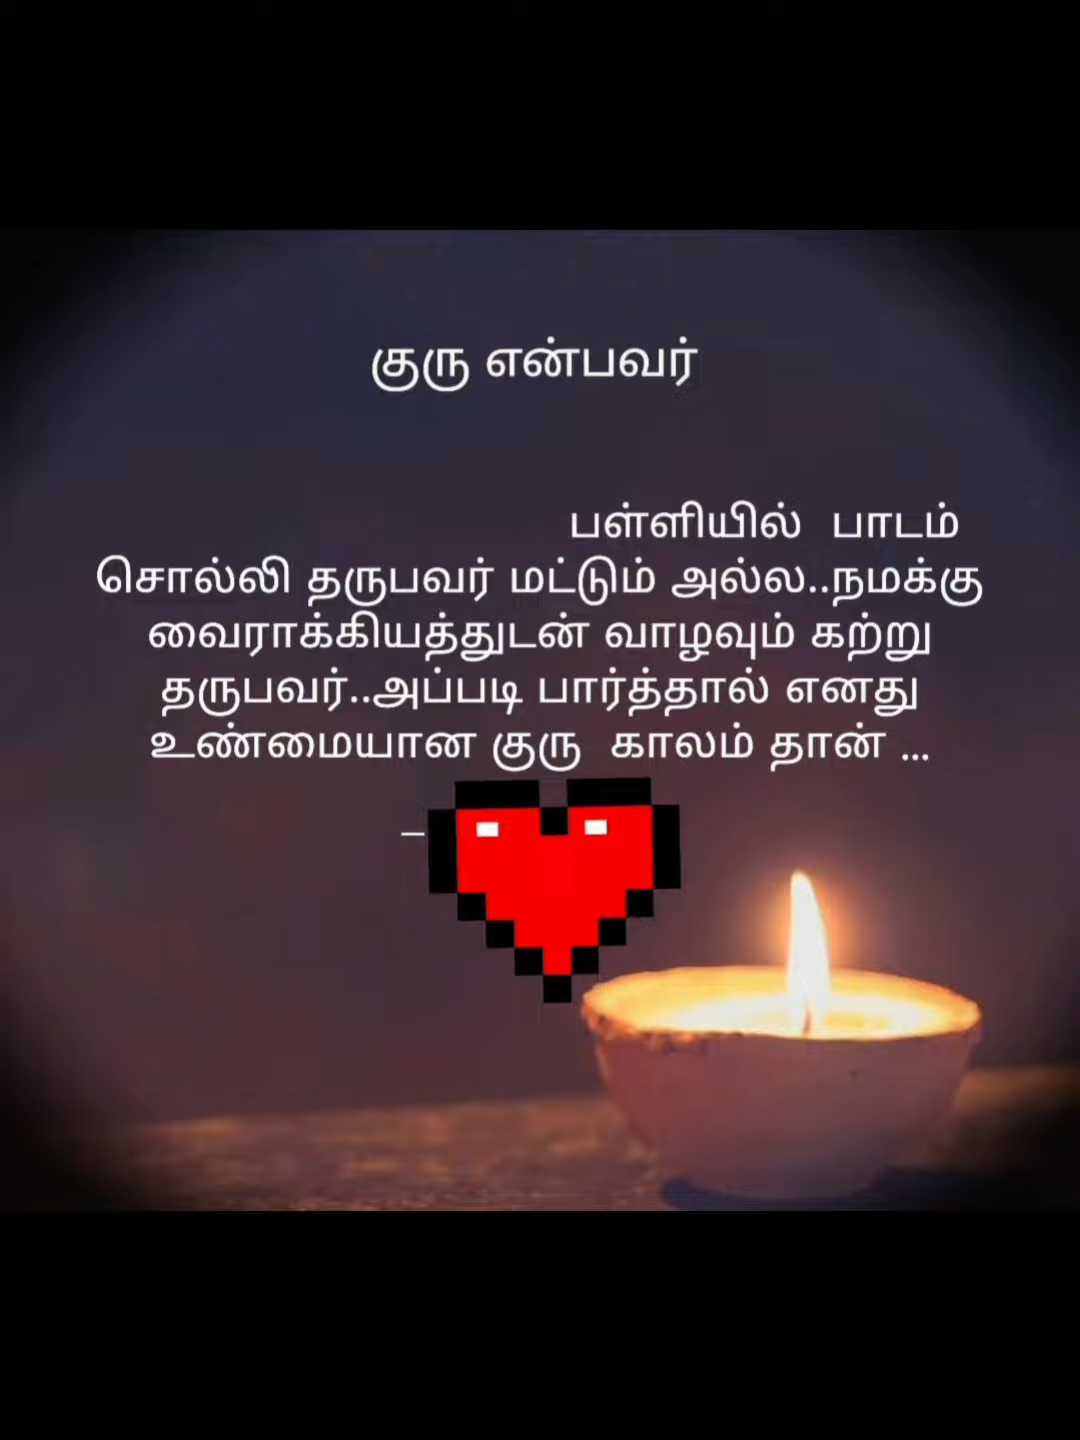 குரு என்பவர்
பள்ளியில் பாடம்
சொல்லி தருபவர் மட்டும் அல்ல..நமக்கு
வைராக்கியத்துடன் வாழவும் கற்று
தருபவர்..அப்படி பார்த்தால் எனது
உண்மையான குரு காலம் தான் ...
–